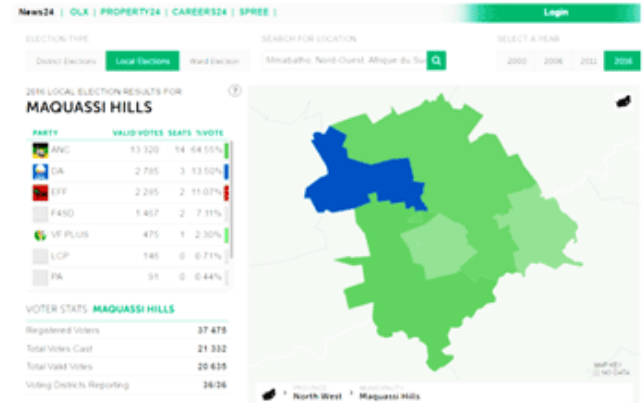 News24 | OLX | PROPERTY24 | CAREERS24 | SPREE |
Login
ELECTION TYPE
SEARCH FOR LOCATION
SELECT A YEAR
District Elections
Local Elections
Ward Election
Mmabatho, Nord-Ouest, Afrique du Su
2000
2006
2011
2016
2016 LOCAL ELECTION RESULTS FOR
?
MAQUASSI HILLS
PARTY VALID VOTES SEATS %VOTE
ANC 13 320 14 64.55%
DA 2 785 3 13.50%
EFF 2 285 2 11.07%
F4SD 1 467 2 7.11%
VF PLUS 475 1 2.30%
LCP 146 0 0.71%
PA 91 0 0.44%
VOTER STATS: MAQUASSI HILLS
Registered Voters 37 475
Total Votes Cast 21 332
Total Valid Votes 20 635
Voting Districts Reporting 36/36
MAP KEY
NO DATA
PROVINCE
North West
MUNICIPALITY
Maquassi Hills